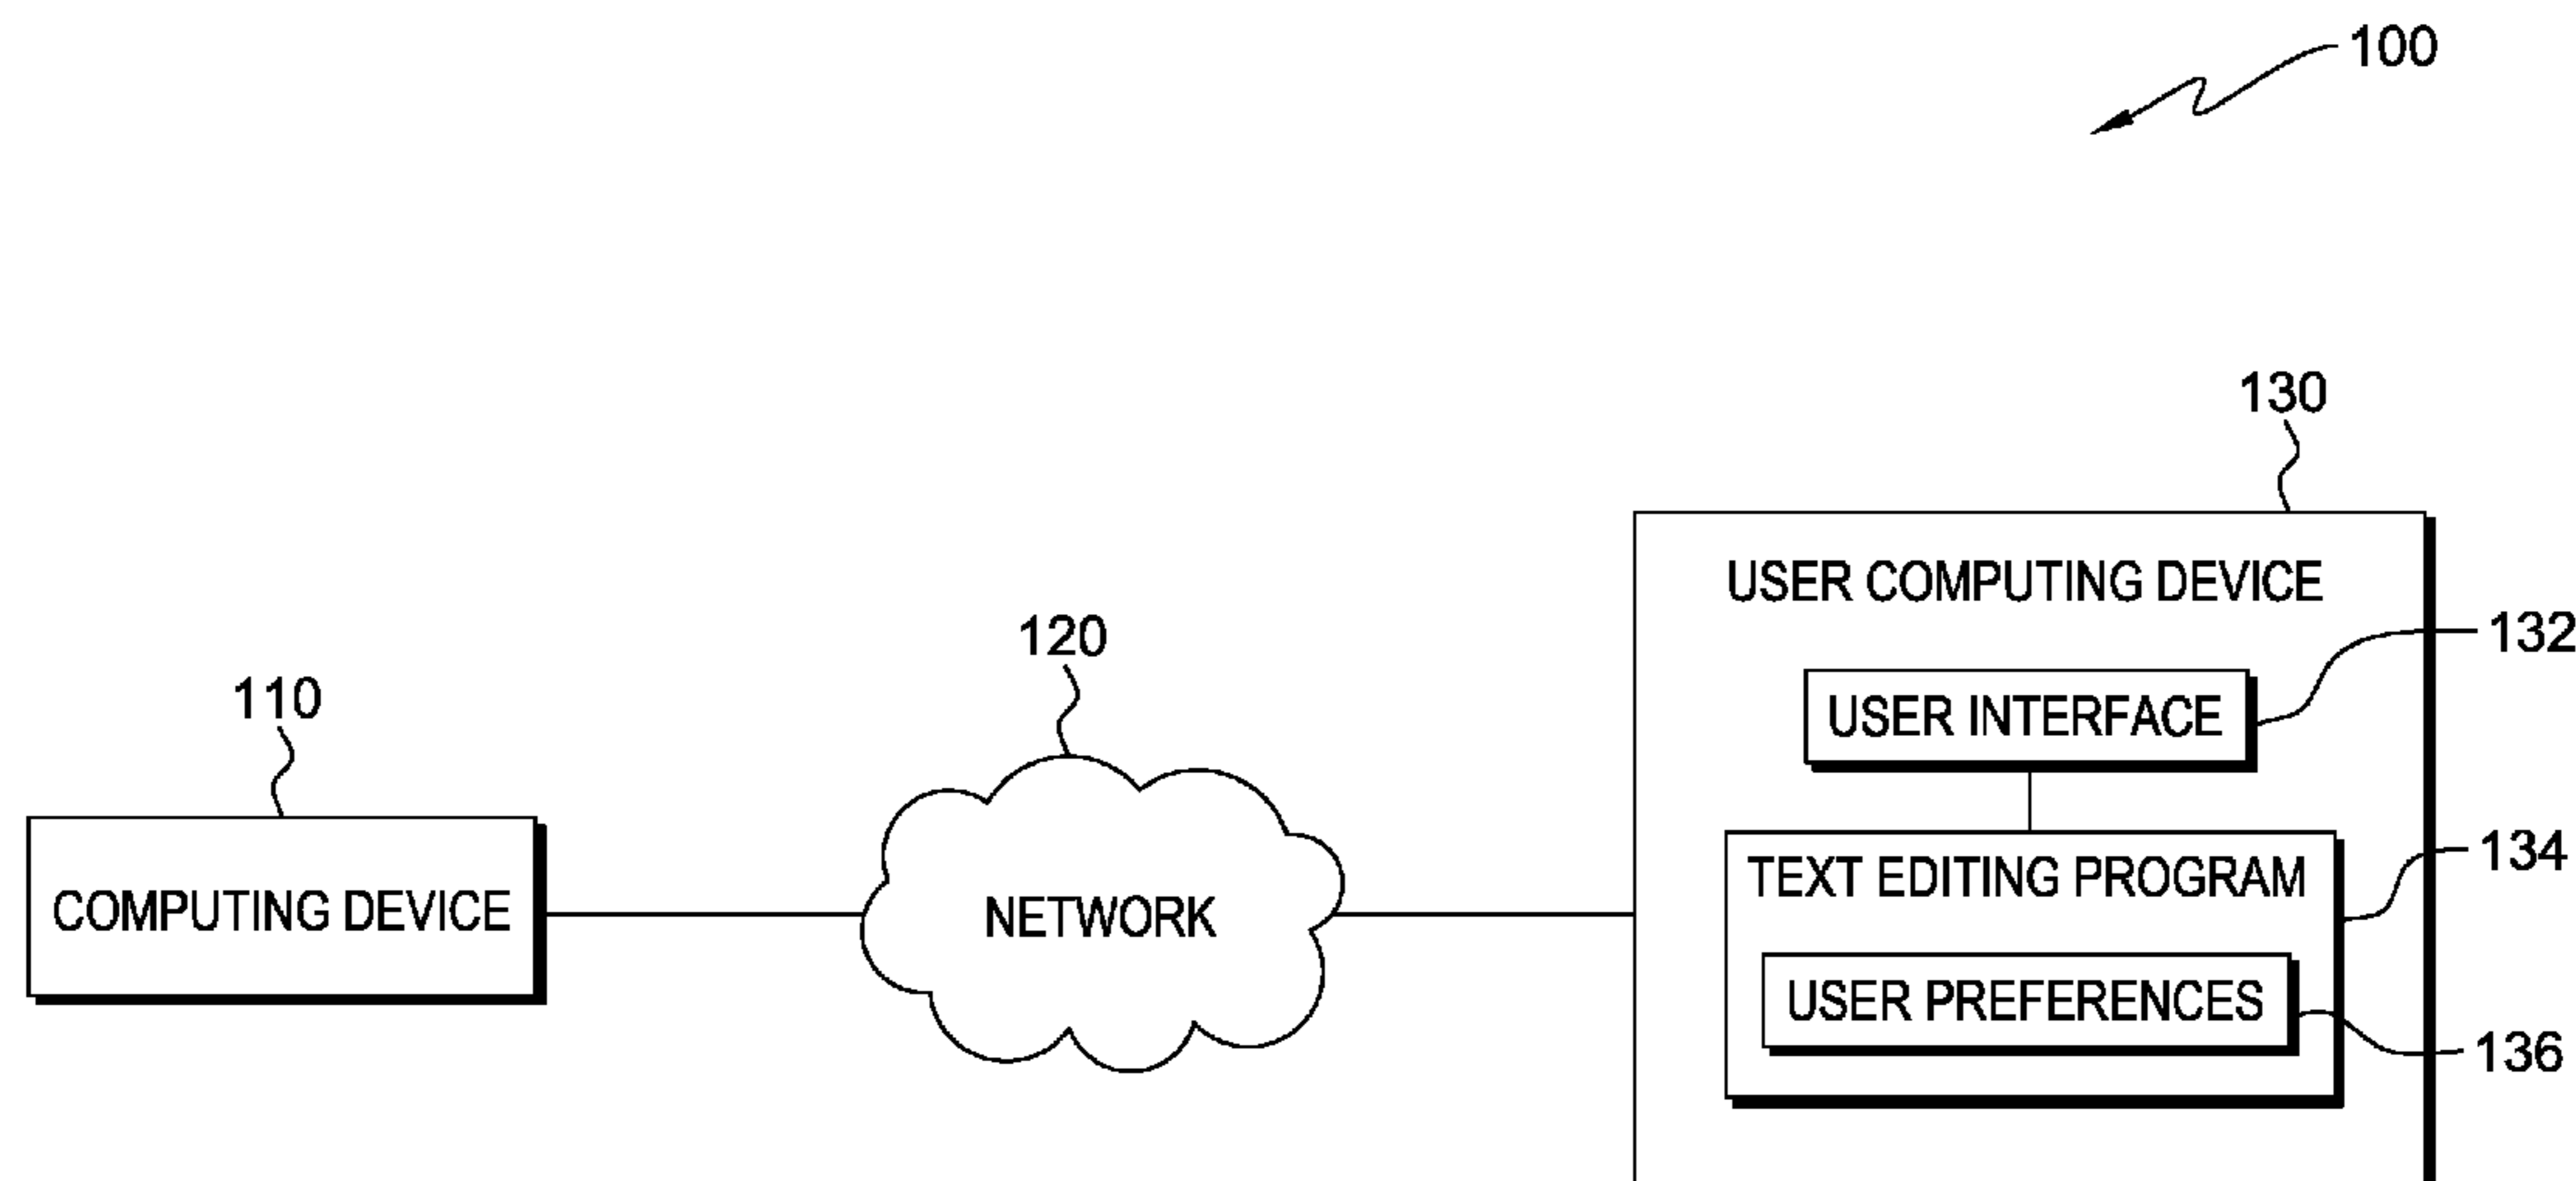 100
130
USER COMPUTING DEVICE
132
120
USER INTERFACE
110
134
TEXT EDITING PROGRAM
COMPUTING DEVICE
NETWORK
USER PREFERENCES
136